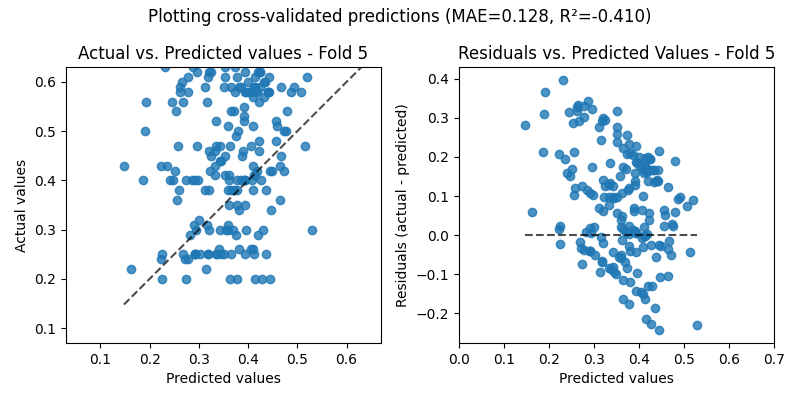 Plotting cross-validated predictions (MAE=0.128, R²=-0.410)
Actual vs. Predicted values - Fold 5
Actual values
0.6
0.5
0.4
0.3
0.2
0.1
0.1 0.2 0.3 0.4 0.5 0.6
Predicted values
Residuals vs. Predicted Values - Fold 5
Residuals (actual - predicted)
0.4
0.3
0.2
0.1
0.0
−0.1
−0.2
0.0 0.1 0.2 0.3 0.4 0.5 0.6 0.7
Predicted values